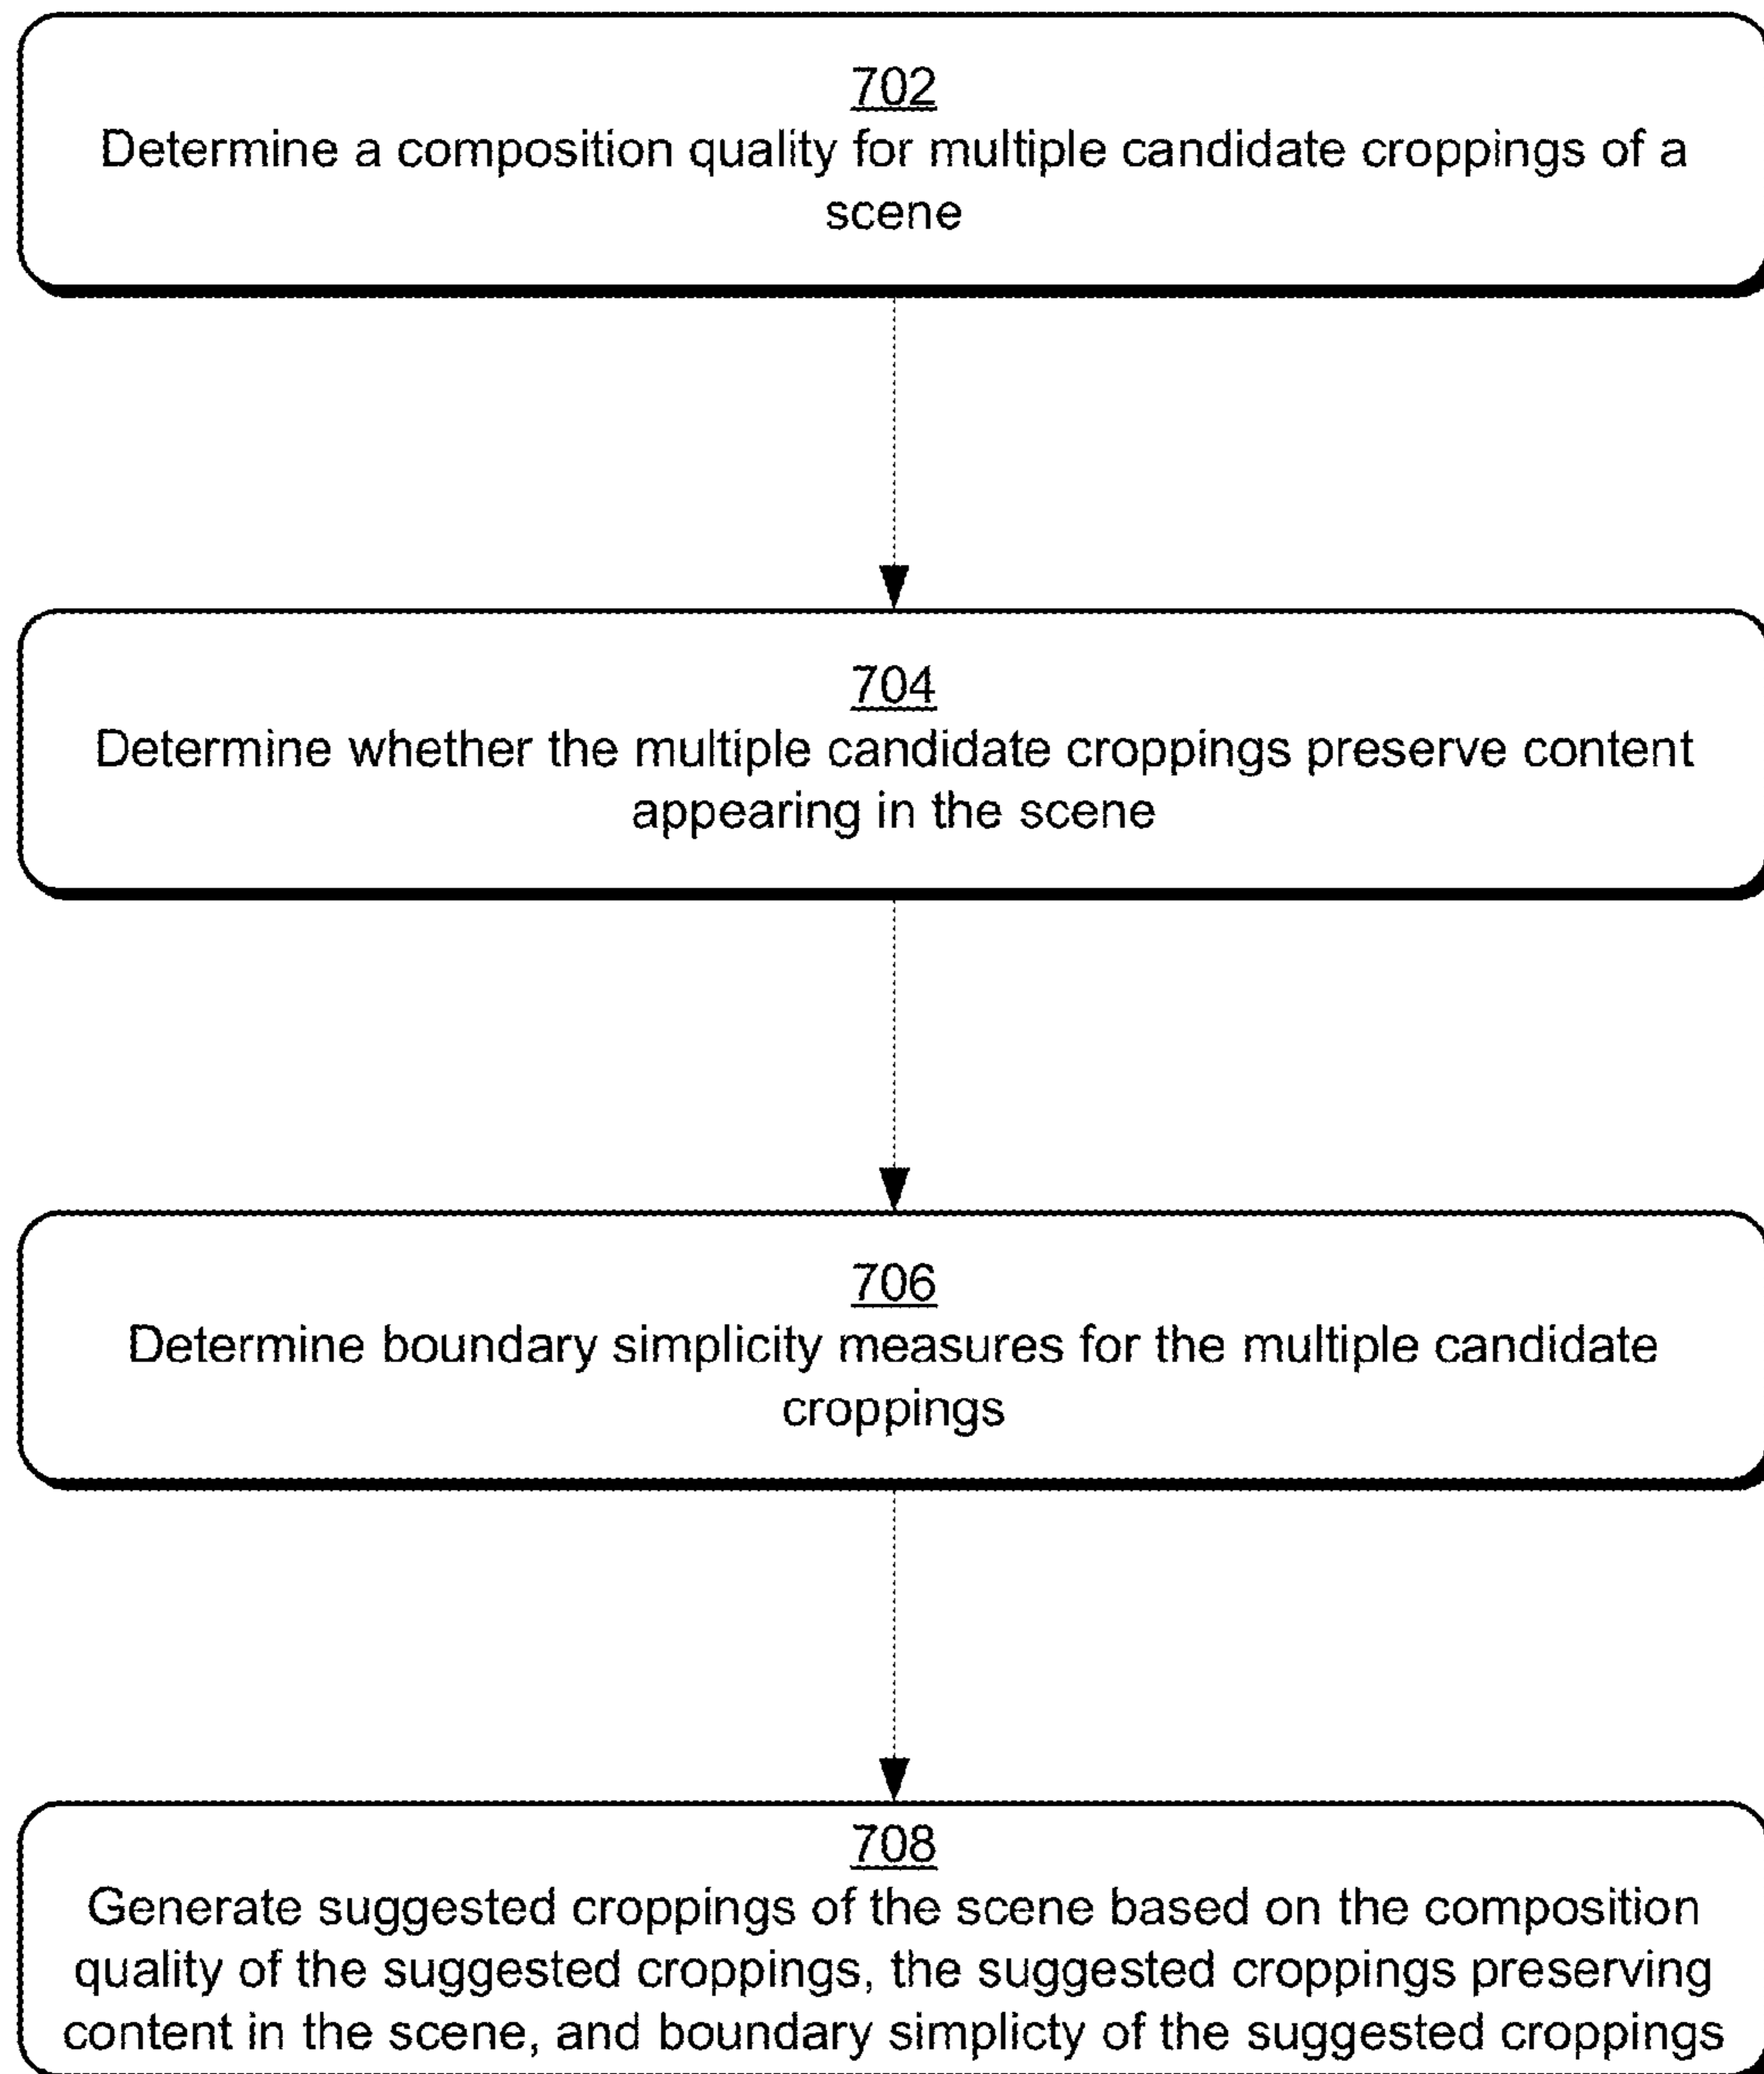 702
Determine a composition quality for multiple candidate croppings of a
scene
704
Determine whether the multiple candidate croppings preserve content
appearing in the scene
706
Determine boundary simplicity measures for the multiple candidate
croppings
708
Generate suggested croppings of the scene based on the composition
quality of the suggested croppings, the suggested croppings preserving
content in the scene, and boundary simplicty of the suggested croppings